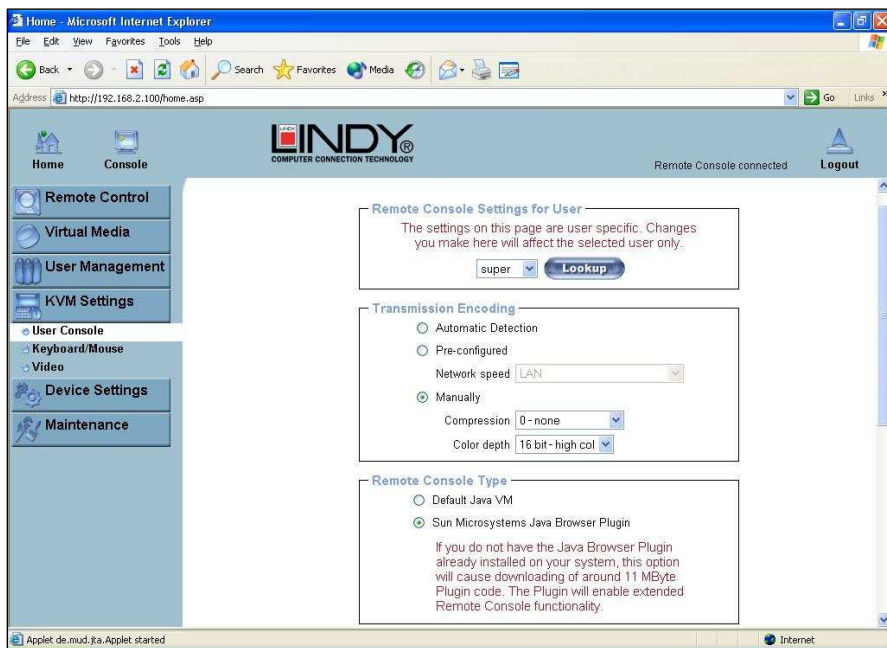 Home - Microsoft Internet Explorer
File Edit View Favorites Tools Help
Back Search Favorites Media
Address http://192.168.2.100/home.asp Go Links »
Home Console
LINDY
LINDY®
COMPUTER CONNECTION TECHNOLOGY
Remote Console connected
Logout
Remote Control
Virtual Media
User Management
KVM Settings
User Console
Keyboard/Mouse
Video
Device Settings
Maintenance
Remote Console Settings for User
The settings on this page are user specific. Changes
you make here will affect the selected user only.
super Lookup
Transmission Encoding
Automatic Detection
Pre-configured
Network speed LAN
Manually
Compression 0 - none
Color depth 16 bit - high col
Remote Console Type
Default Java VM
Sun Microsystems Java Browser Plugin
If you do not have the Java Browser Plugin
already installed on your system, this option
will cause downloading of around 11 MByte
Plugin code. The Plugin will enable extended
Remote Console functionality.
Applet de.mud.jta.Applet started
Internet